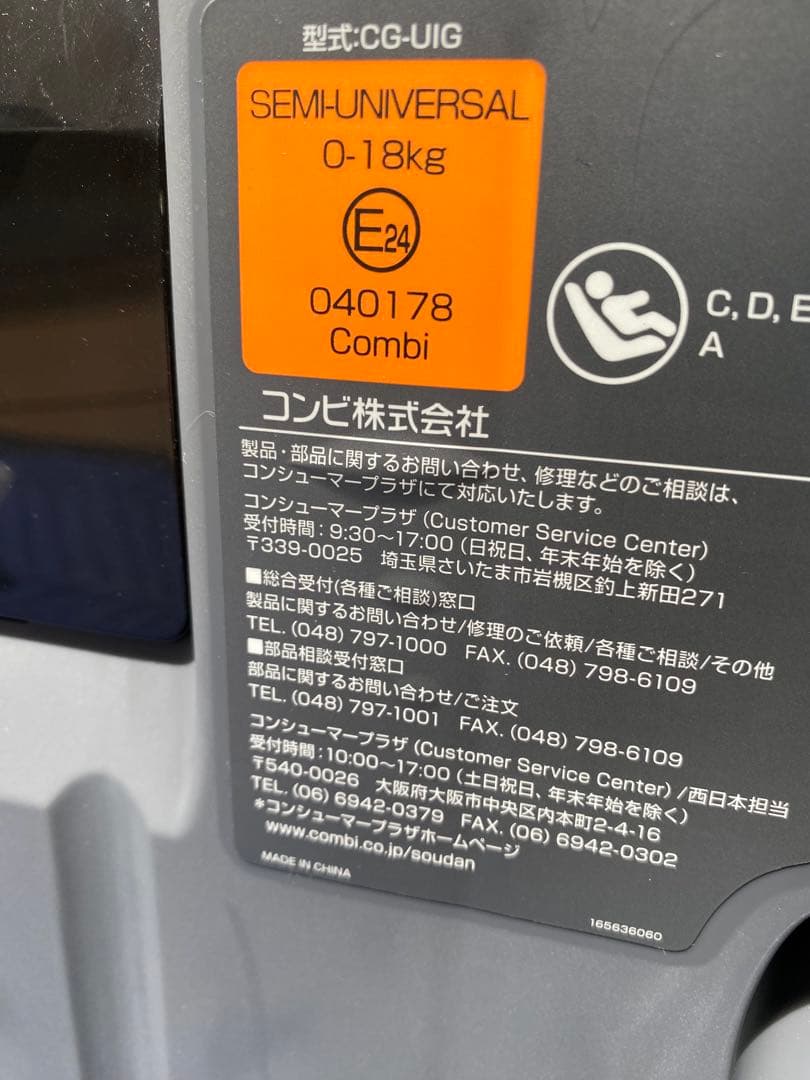 型式:CG-UIG
SEMI-UNIVERSAL
0-18kg
E24
040178
Combi
C, D, E
A
コンビ株式会社
製品・部品に関するお問い合わせ、修理などのご相談は、
コンシューマープラザにて対応いたします。
コンシューマープラザ (Customer Service Center)
受付時間：9:30～17:00 (日祝日、年末年始を除く)
〒339-0025 埼玉県さいたま市岩槻区釣上新田271
■総合受付(各種ご相談)窓口
製品に関するお問い合わせ/修理のご依頼/各種ご相談/その他
TEL. (048) 797-1000 FAX. (048) 798-6109
■部品相談受付窓口
部品に関するお問い合わせ/ご注文
TEL. (048) 797-1001 FAX. (048) 798-6109
コンシューマープラザ (Customer Service Center) /西日本担当
受付時間：10:00～17:00 (土日祝日、年末年始を除く)
〒540-0026 大阪府大阪市中央区内本町2-4-16
TEL. (06) 6942-0379 FAX. (06) 6942-0302
*コンシューマープラザホームページ
www.combi.co.jp/soudan
MADE IN CHINA
165636060